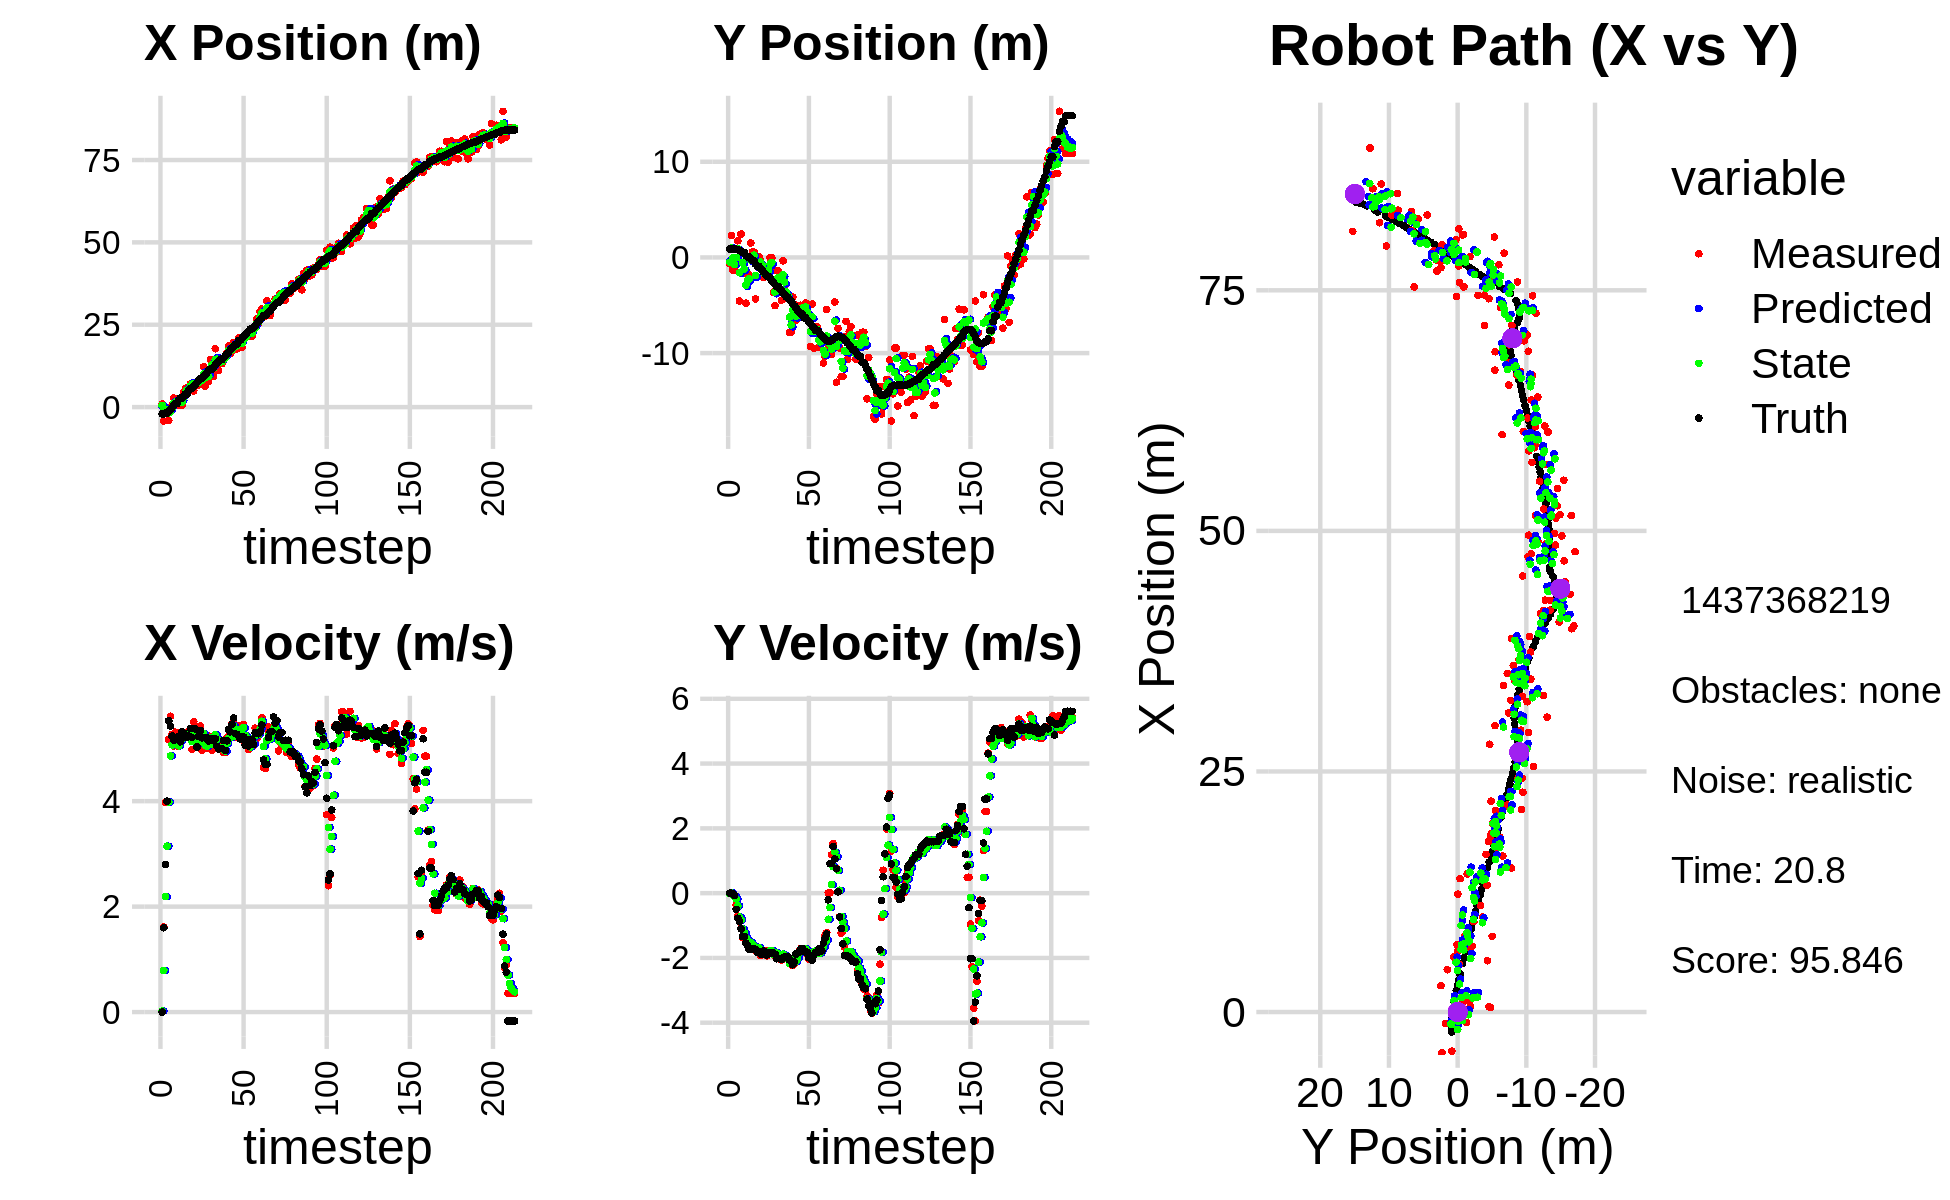 X Position (m)
75
50
25
0
0
50
100
150
200
timestep
Y Position (m)
10
0
-10
0
50
100
150
200
timestep
X Velocity (m/s)
4
2
0
0
50
100
150
200
timestep
Y Velocity (m/s)
6
4
2
0
-2
-4
0
50
100
150
200
timestep
Robot Path (X vs Y)
X Position (m)
75
50
25
0
20 10 0 -10 -20
Y Position (m)
variable
Measured
Predicted
State
Truth
1437368219
Obstacles: none
Noise: realistic
Time: 20.8
Score: 95.846